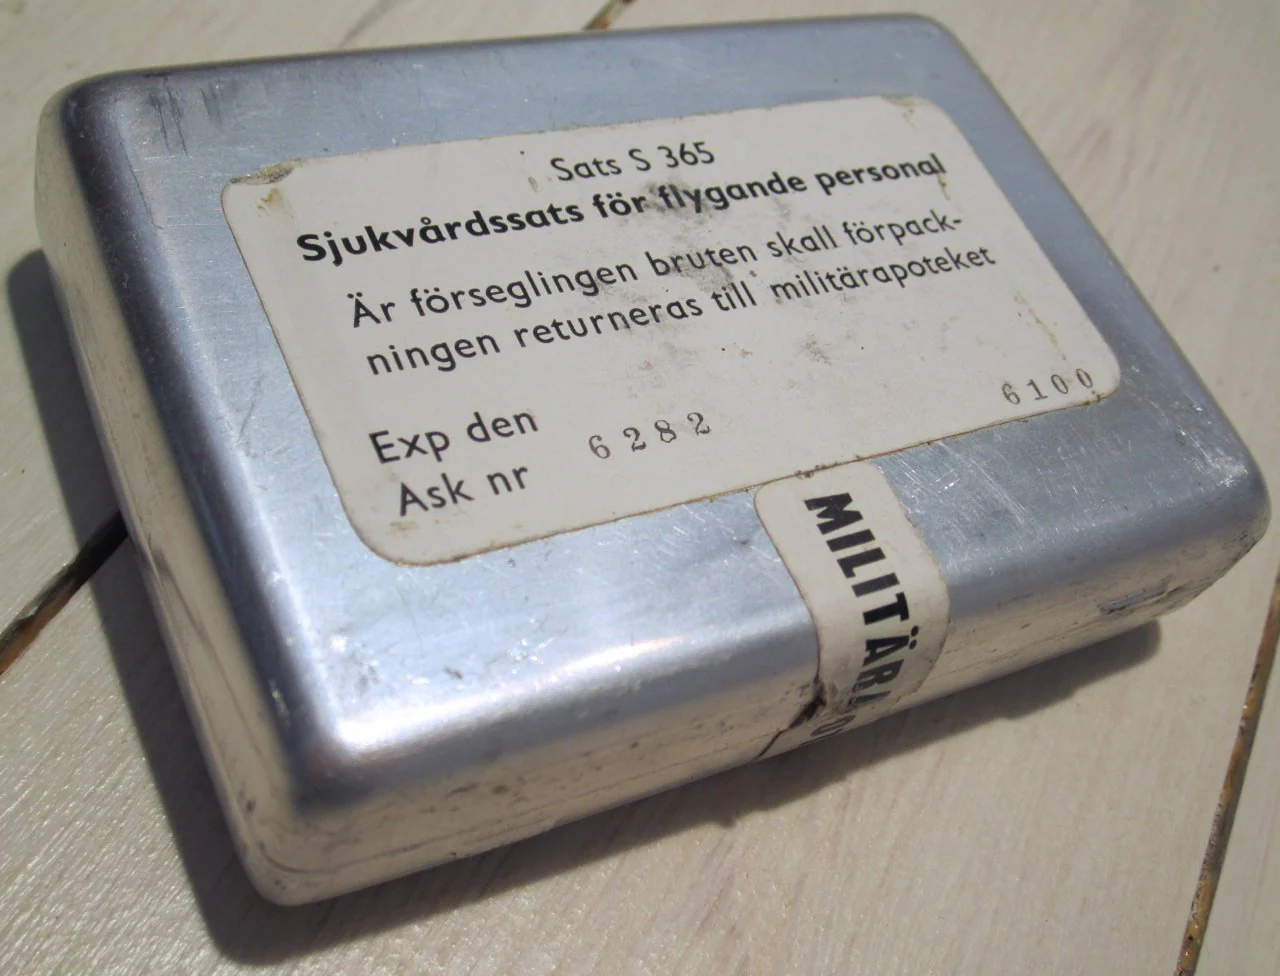 Sats S 365
Sjukvårdssats för flygande personal
Är förseglingen bruten skall förpack-
ningen returneras till militärapoteket
6100
Exp den 6282
Ask nr